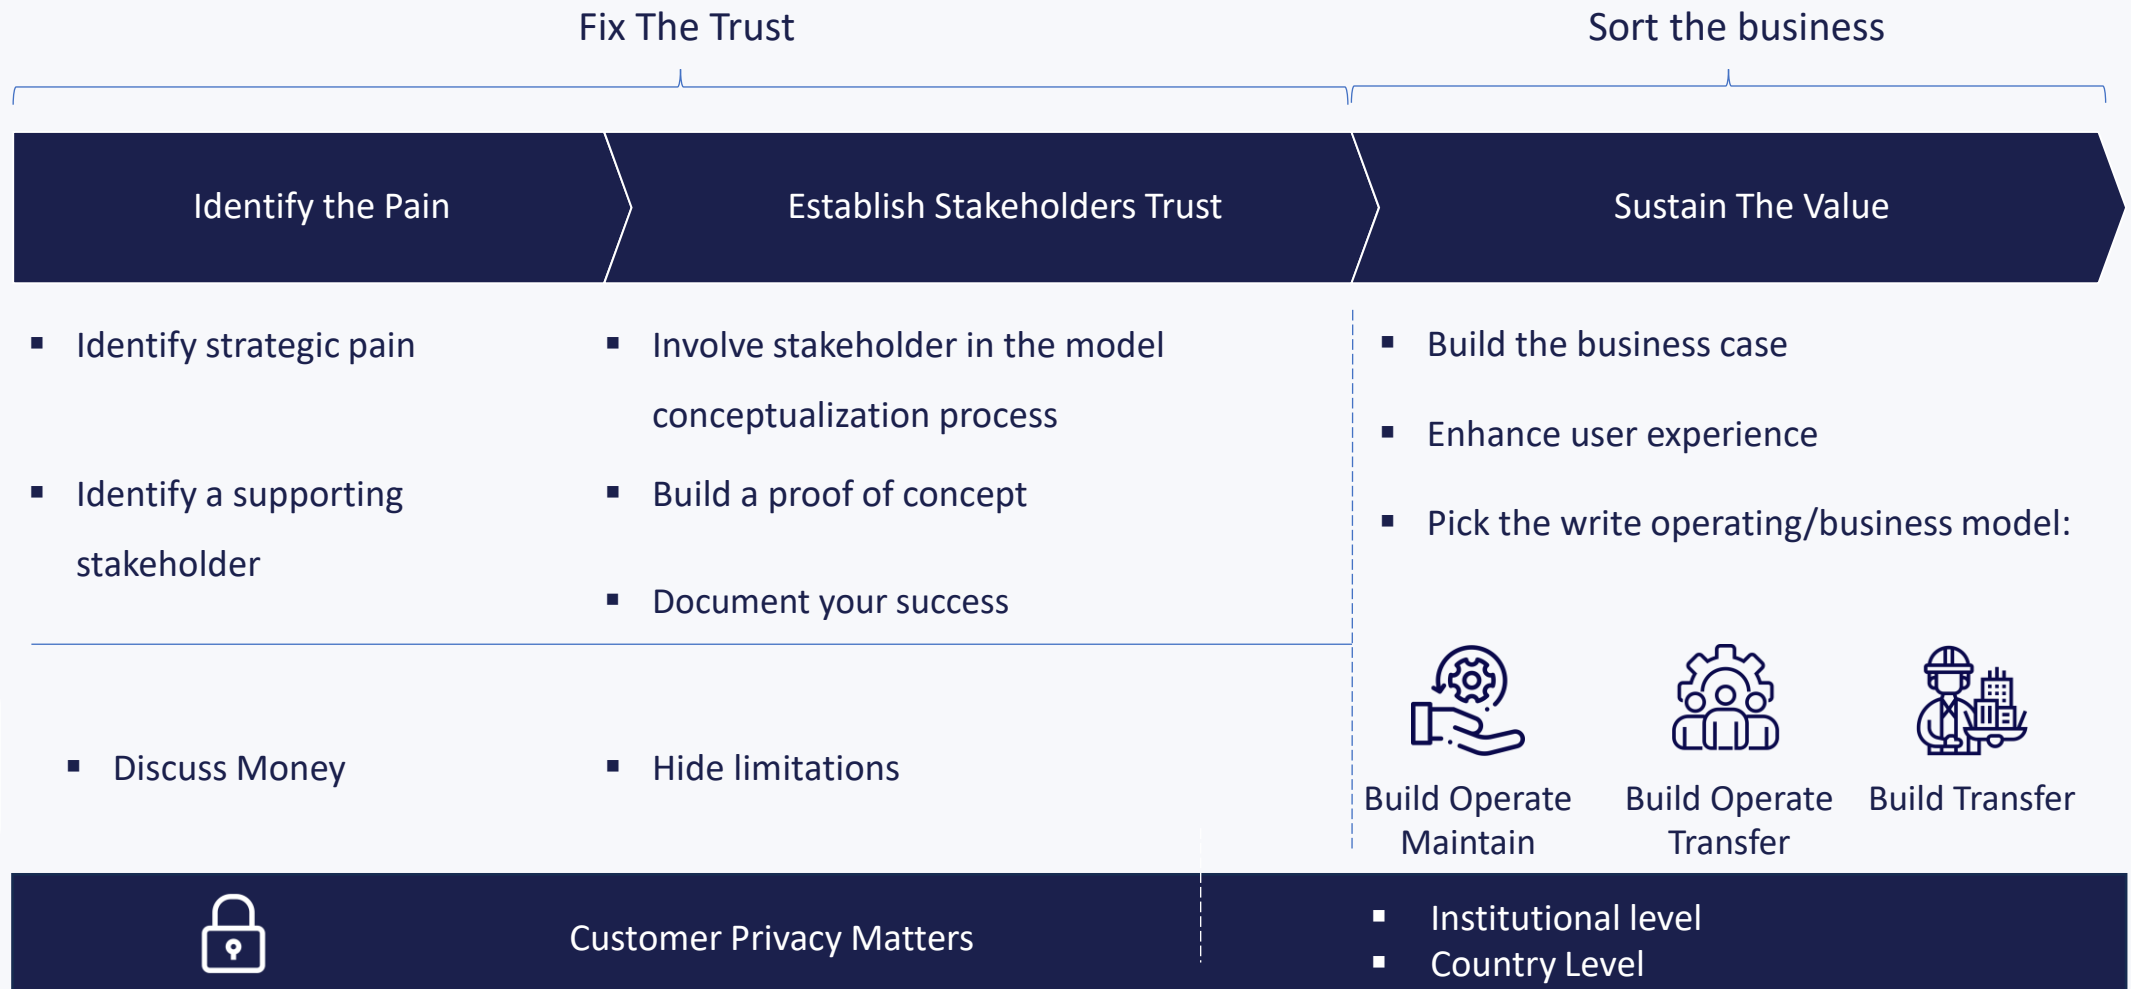 Fix The Trust
Sort the business
Identify the Pain
Establish Stakeholders Trust
Sustain The Value
▪ Identify strategic pain
▪ Identify a supporting
stakeholder
▪ Involve stakeholder in the model
conceptualization process
▪ Build a proof of concept
▪ Document your success
▪ Discuss Money
▪ Hide limitations
▪ Build the business case
▪ Enhance user experience
▪ Pick the write operating/business model:
Build Operate
Maintain
Build Operate
Transfer
Build Transfer
Customer Privacy Matters
▪ Institutional level
▪ Country Level